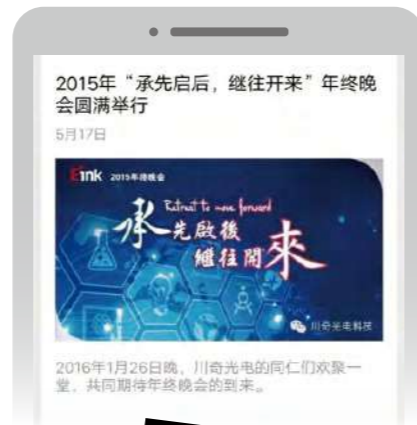 2015年“承先启后，继往开来”年终晚
会圆满举行
5月17日
Eink 2015年终晚会
Retreat to move forward
承先啟後
繼往開來
川奇光电科技
2016年1月26日晚，川奇光电的同仁们欢聚一
堂，共同期待年终晚会的到来。